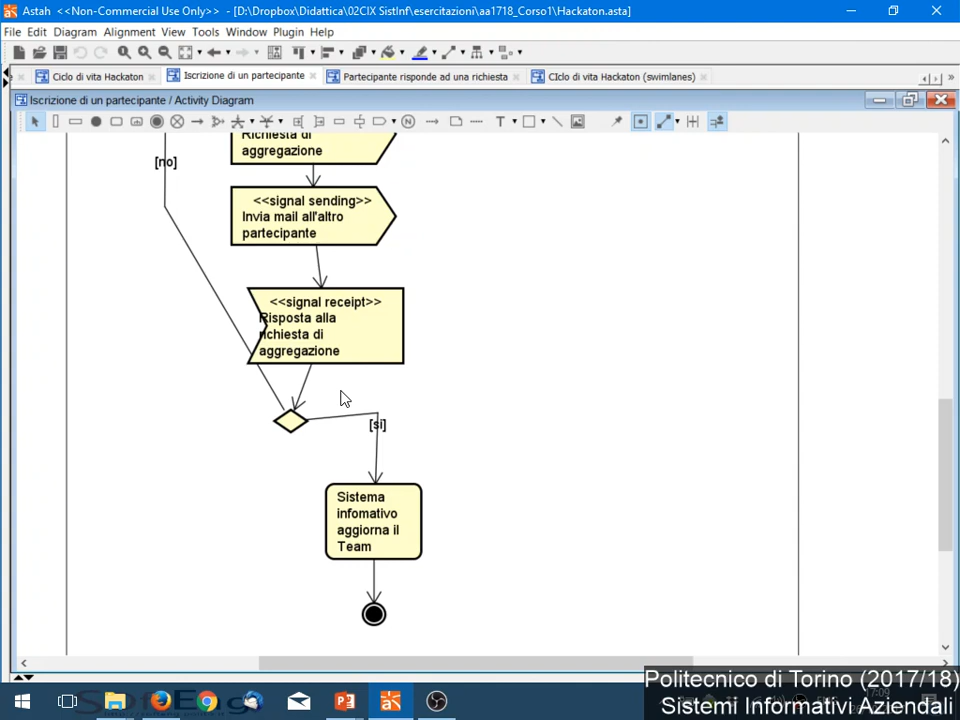 Astah <<Non-Commercial Use Only>> - [D:\Dropbox\Didattica\02CIX SistInf\esercitazioni\aa1718_Corso1\Hackaton.asta]
File Edit Diagram Alignment View Tools Window Plugin Help
Ciclo di vita Hackaton
Iscrizione di un partecipante
Partecipante risponde ad una richiesta
CIclo di vita Hackaton (swimlanes)
Iscrizione di un partecipante / Activity Diagram
Richiesta di
aggregazione
[no]
<<signal sending>>
Invia mail all'altro
partecipante
<<signal receipt>>
Risposta alla
richiesta di
aggregazione
[si]
Sistema
infomativo
aggiorna il
Team
Politecnico di Torino (2017/18)
Sistemi Informativi Aziendali